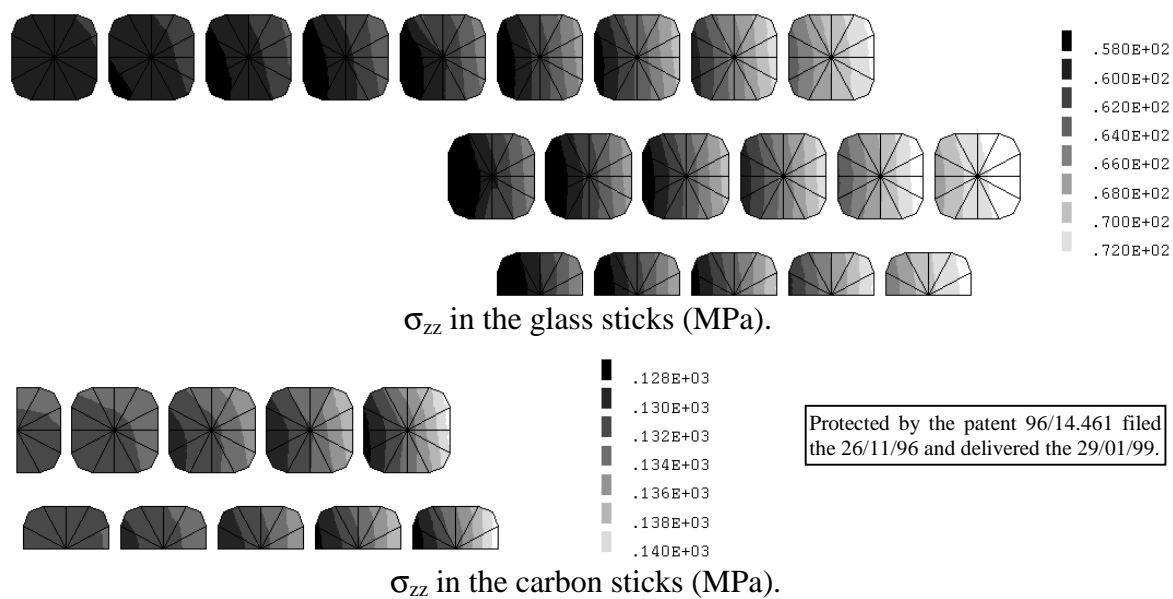 .580E+02
.600E+02
.620E+02
.640E+02
.660E+02
.680E+02
.700E+02
.720E+02
σzz in the glass sticks (MPa).
.128E+03
.130E+03
.132E+03
.134E+03
.136E+03
.138E+03
.140E+03
Protected by the patent 96/14.461 filed
the 26/11/96 and delivered the 29/01/99.
σzz in the carbon sticks (MPa).